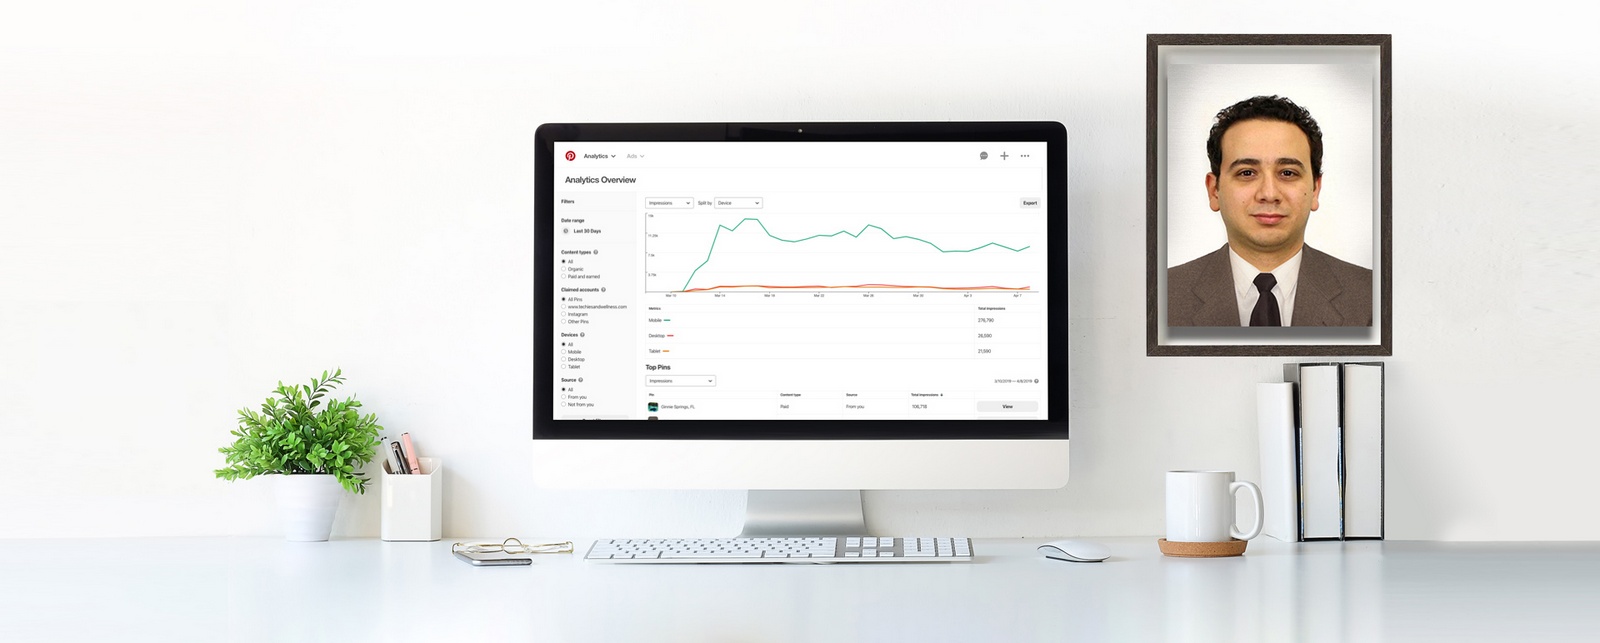 Analytics
Ads
Analytics Overview
Filters
Date range
Last 30 Days
Content types
All
Organic
Paid and earned
Claimed accounts
All Pins
www.techiesandwellness.com
Instagram
Other Pins
Devices
All
Mobile
Desktop
Tablet
Source
All
From you
Not from you
Impressions Split by Device Export
Metrics Total Impressions
Mobile 276,790
Desktop 28,590
Tablet 21,590
Top Pins
Impressions
Pin Content type Source Total Impressions
Ginnie Springs, FL Paid From you 108,718 View